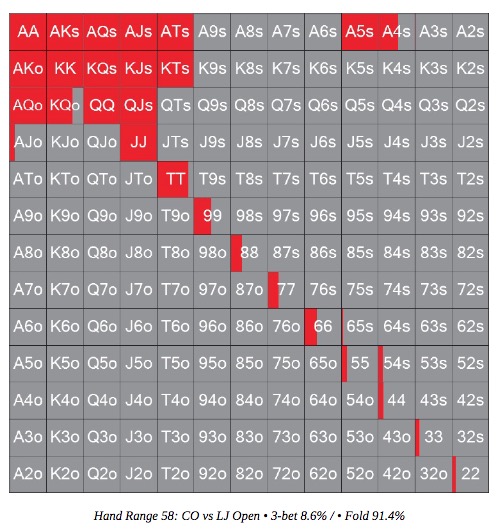 AA AKs AQs AJs ATs A9s A8s A7s A6s A5s A4s A3s A2s
AKo KK KQs KJs KTs K9s K8s K7s K6s K5s K4s K3s K2s
AQo KQo QQ QJs QTs Q9s Q8s Q7s Q6s Q5s Q4s Q3s Q2s
AJo KJo QJo JJ JTs J9s J8s J7s J6s J5s J4s J3s J2s
ATo KTo QTo JTo TT T9s T8s T7s T6s T5s T4s T3s T2s
A9o K9o Q9o J9o T9o 99 98s 97s 96s 95s 94s 93s 92s
A8o K8o Q8o J8o T8o 98o 88 87s 86s 85s 84s 83s 82s
A7o K7o Q7o J7o T7o 97o 87o 77 76s 75s 74s 73s 72s
A6o K6o Q6o J6o T6o 96o 86o 76o 66 65s 64s 63s 62s
A5o K5o Q5o J5o T5o 95o 85o 75o 65o 55 54s 53s 52s
A4o K4o Q4o J4o T4o 94o 84o 74o 64o 54o 44 43s 42s
A3o K3o Q3o J3o T3o 93o 83o 73o 63o 53o 43o 33 32s
A2o K2o Q2o J2o T2o 92o 82o 72o 62o 52o 42o 32o 22
Hand Range 58: CO vs LJ Open • 3-bet 8.6% / • Fold 91.4%